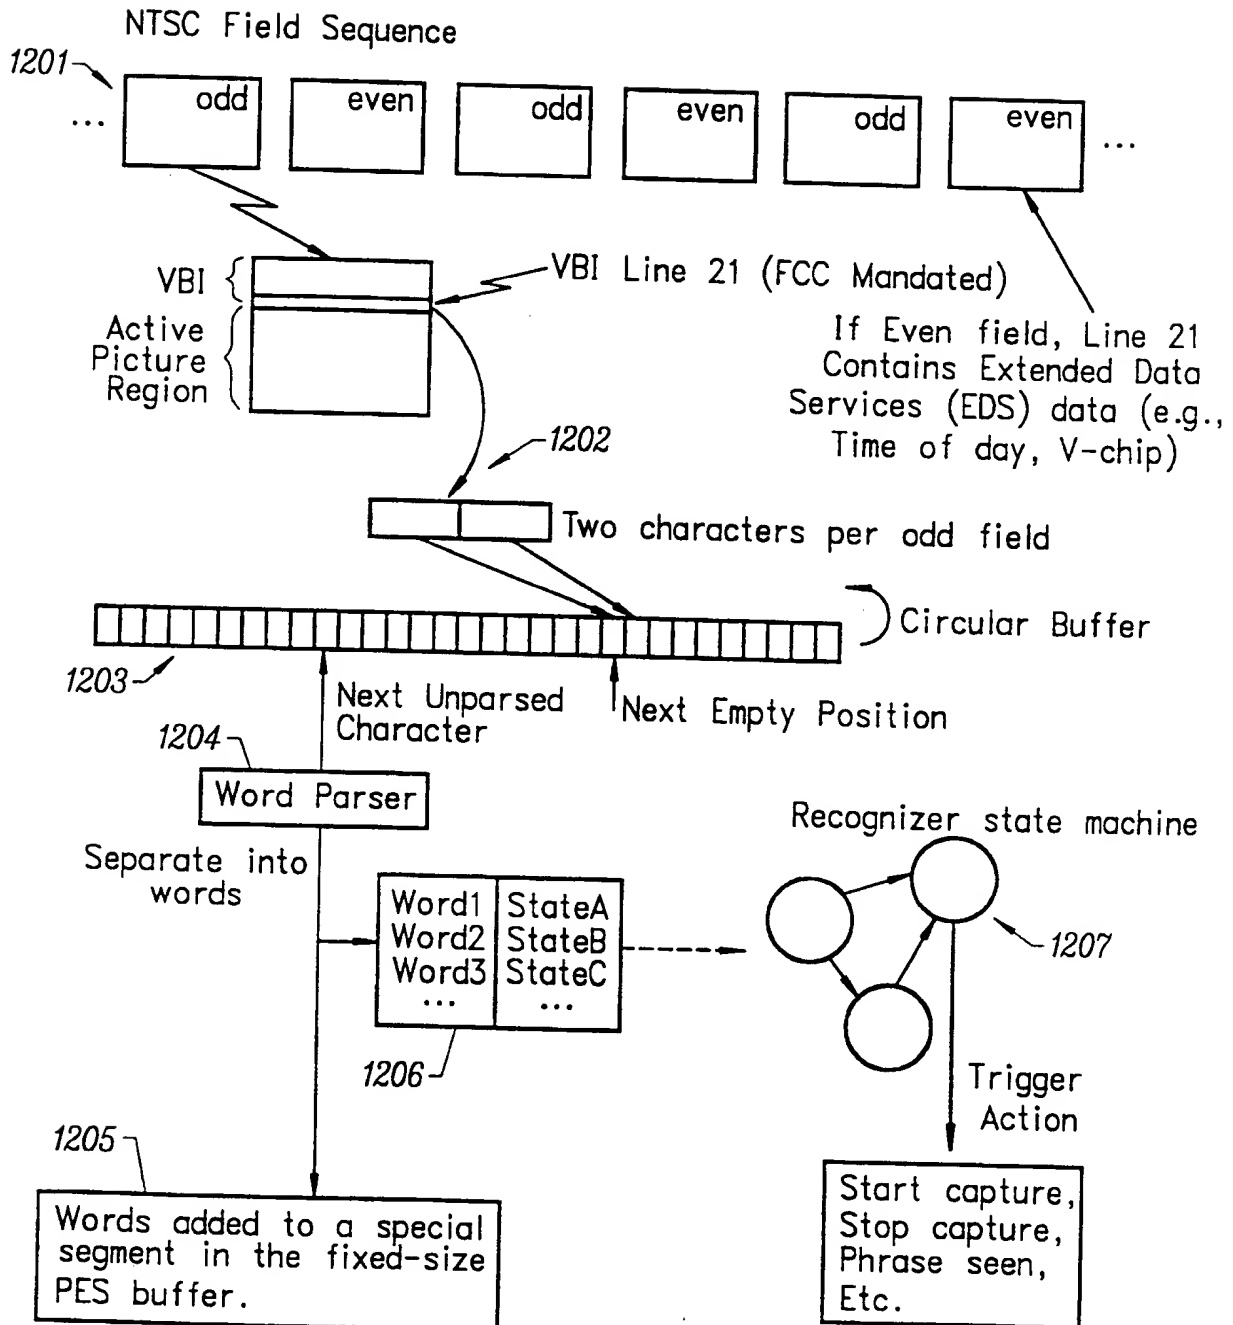 NTSC Field Sequence
1201
... odd even odd even odd even ...
VBI
VBI Line 21 (FCC Mandated)
Active
Picture
Region
If Even field, Line 21
Contains Extended Data
Services (EDS) data (e.g.,
Time of day, V-chip)
1202
Two characters per odd field
Circular Buffer
1203
Next Unparsed
Character
Next Empty Position
1204
Word Parser
Separate into
words
Word1 StateA
Word2 StateB
Word3 StateC
... ...
1206
Recognizer state machine
1207
Trigger
Action
1205
Words added to a special
segment in the fixed-size
PES buffer.
Start capture,
Stop capture,
Phrase seen,
Etc.